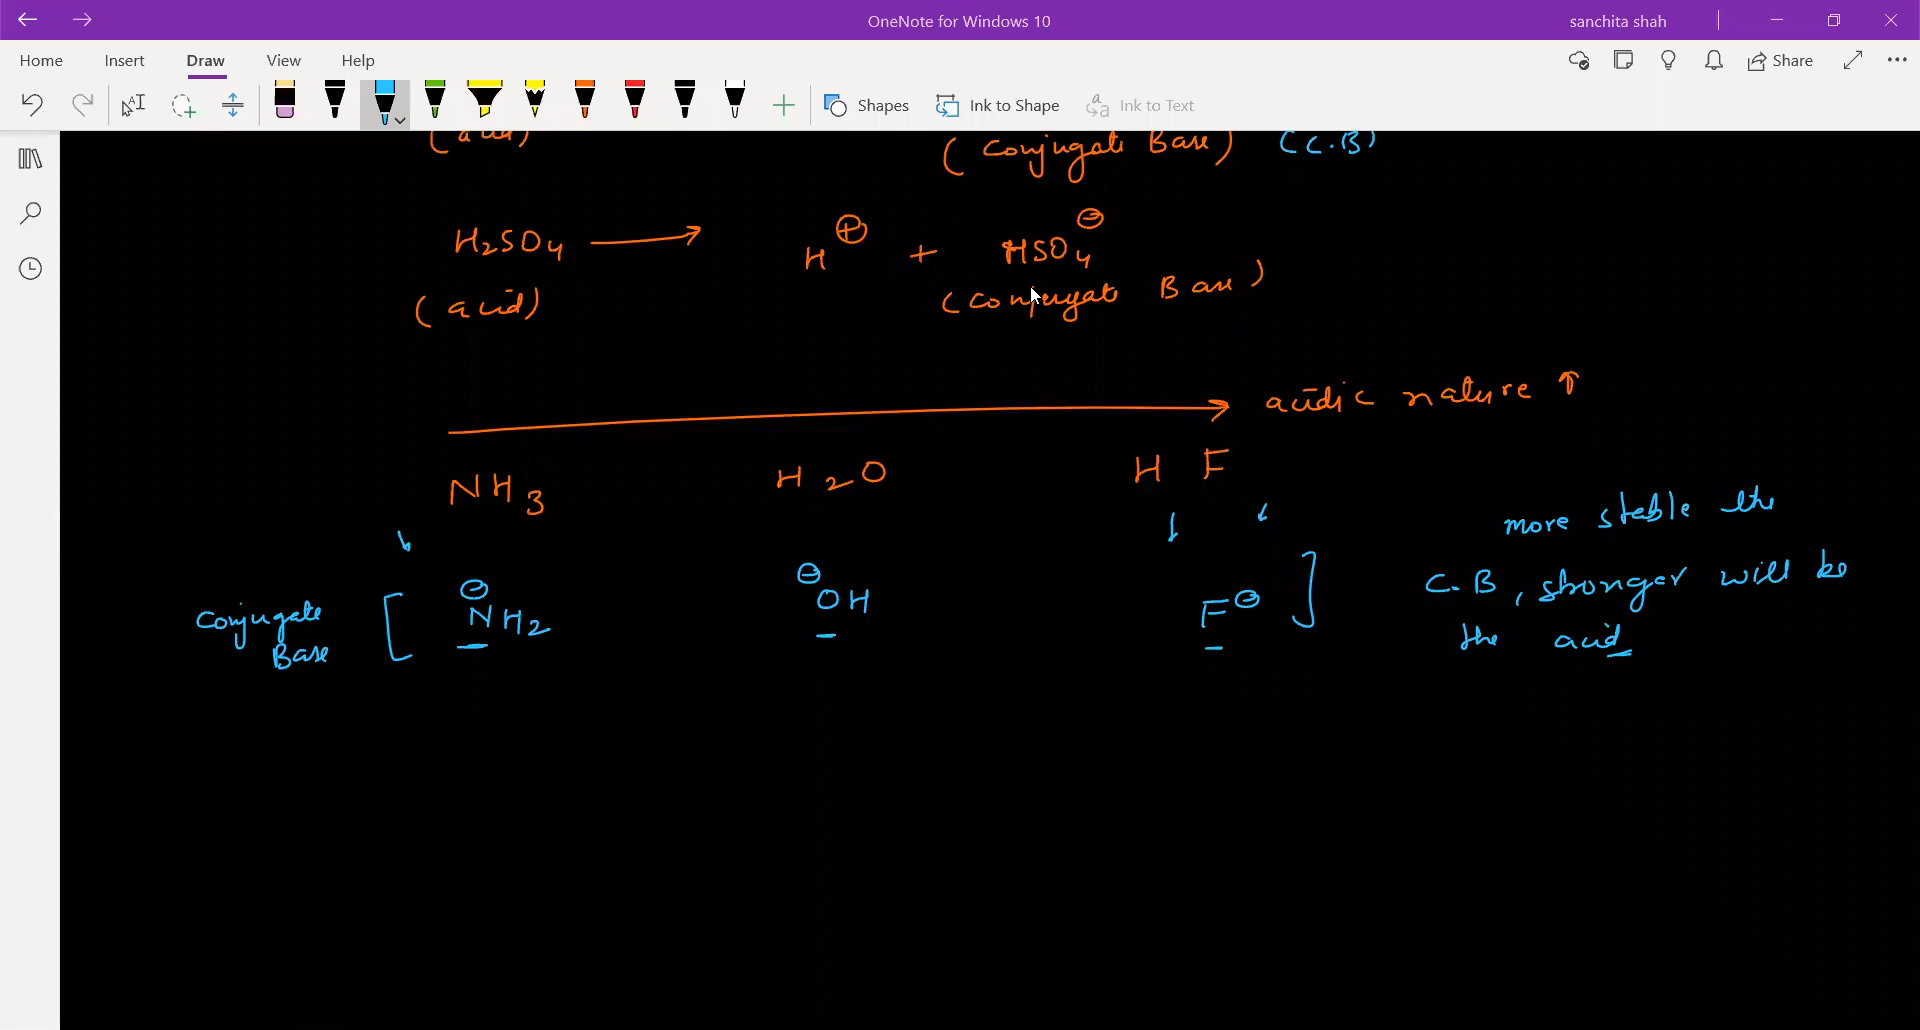 OneNote for Windows 10
sanchita shah
Home Insert Draw View Help
Share
Shapes Ink to Shape Ink to Text
(acid) (Conjugate Base) (C.B)
H2SO4 ⟶ H⊕ + HSO4⊖
(acid) (Conjugate Base)
acidic nature ↑
NH3 H2O HF
more stable the
C.B, stronger will be
the acid
Conjugate
Base
[ ⊖NH2 ⊖OH F⊖ ]